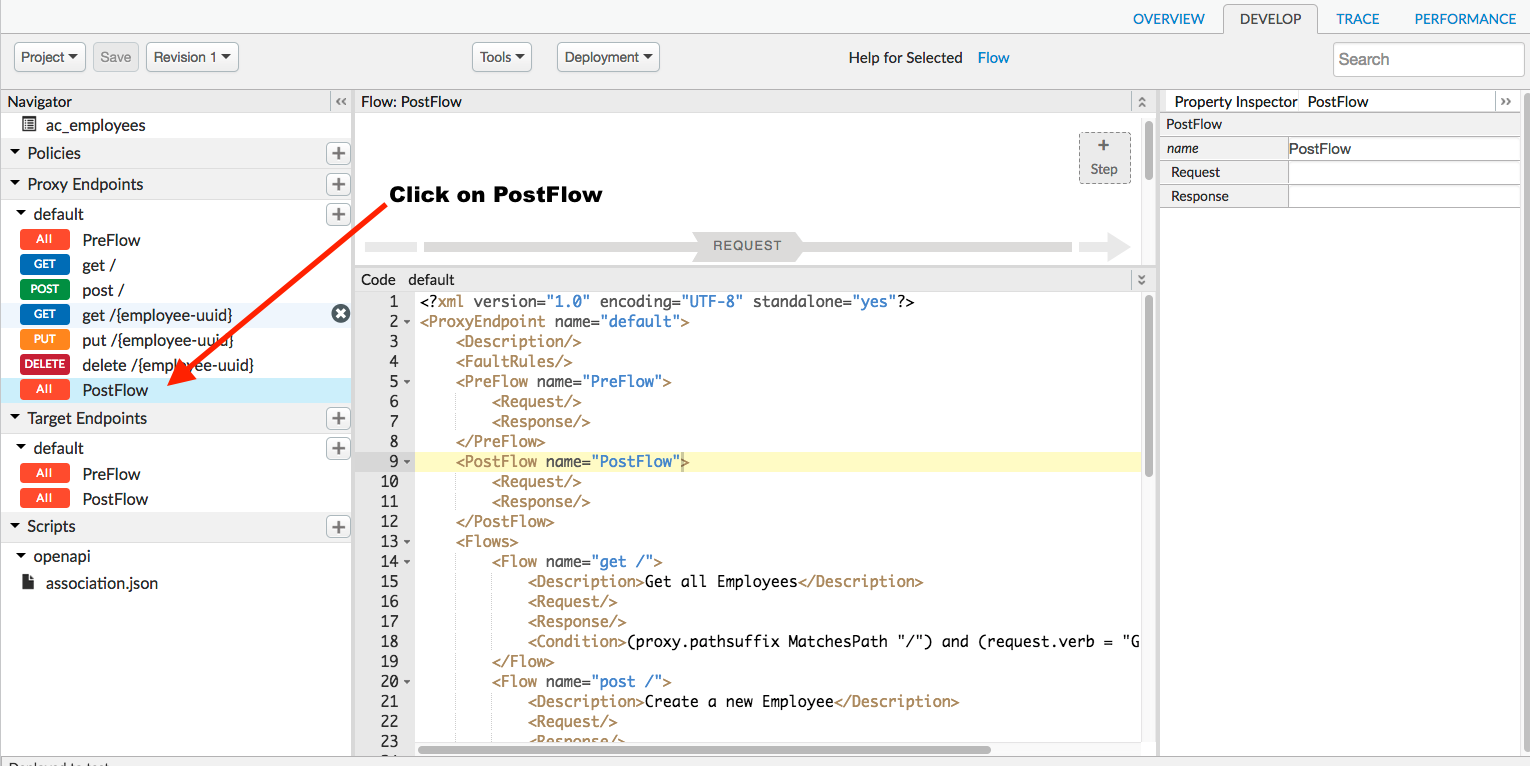 OVERVIEW DEVELOP TRACE PERFORMANCE
Project Save Revision 1 Tools Deployment Help for Selected Flow Search
Navigator
ac_employees
Policies
Proxy Endpoints
default
All PreFlow
GET get /
POST post /
GET get /{employee-uuid}
PUT put /{employee-uuid}
DELETE delete /{employee-uuid}
All PostFlow
Target Endpoints
default
All PreFlow
All PostFlow
Scripts
openapi
association.json
Flow: PostFlow
+
Step
Click on PostFlow
REQUEST
Code default
1 <?xml version="1.0" encoding="UTF-8" standalone="yes"?>
2 <ProxyEndpoint name="default">
3 <Description/>
4 <FaultRules/>
5 <PreFlow name="PreFlow">
6 <Request/>
7 <Response/>
8 </PreFlow>
9 <PostFlow name="PostFlow">
10 <Request/>
11 <Response/>
12 </PostFlow>
13 <Flows>
14 <Flow name="get /">
15 <Description>Get all Employees</Description>
16 <Request/>
17 <Response/>
18 <Condition>(proxy.pathsuffix MatchesPath "/") and (request.verb = "G
19 </Flow>
20 <Flow name="post /">
21 <Description>Create a new Employee</Description>
22 <Request/>
23 <Response/>
Property Inspector PostFlow
PostFlow
name PostFlow
Request
Response
Deployed to test